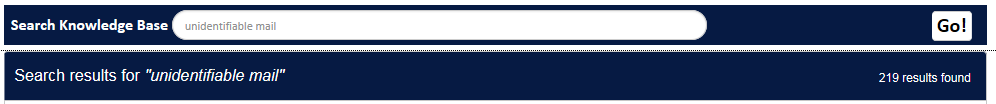 Search Knowledge Base unidentifiable mail Go!
Search results for "unidentifiable mail" 219 results found